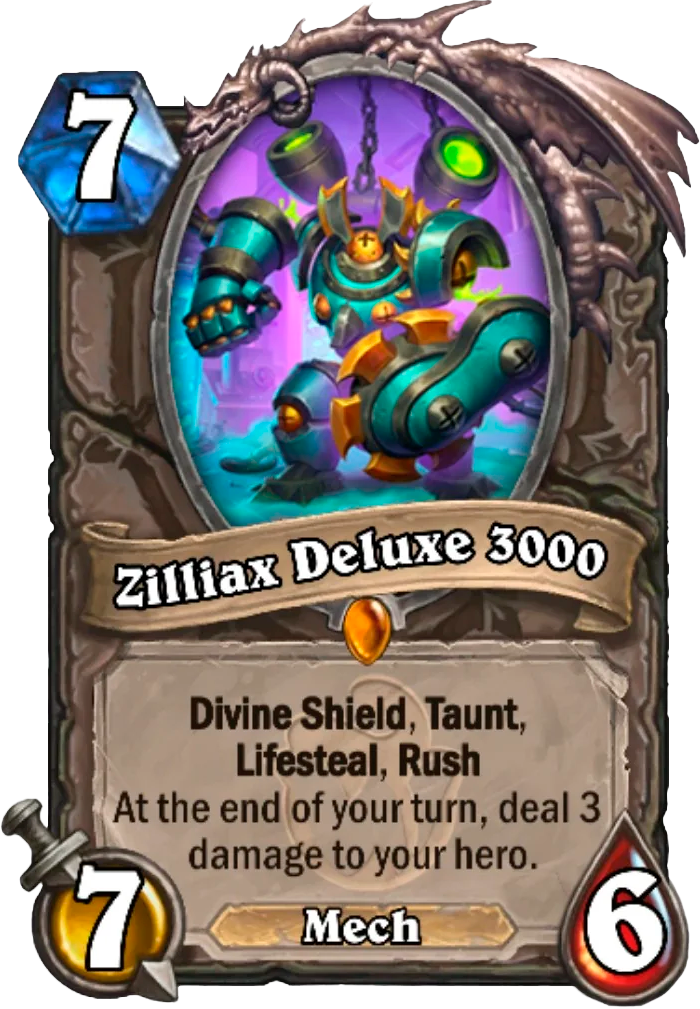 7
Zilliax Deluxe 3000
Divine Shield, Taunt,
Lifesteal, Rush
At the end of your turn, deal 3
damage to your hero.
7
Mech
6